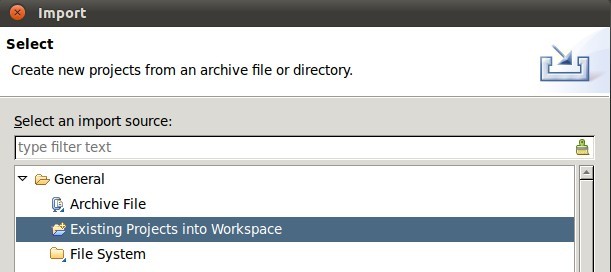 Import
Select
Create new projects from an archive file or directory.
Select an import source:
type filter text
General
Archive File
Existing Projects into Workspace
File System